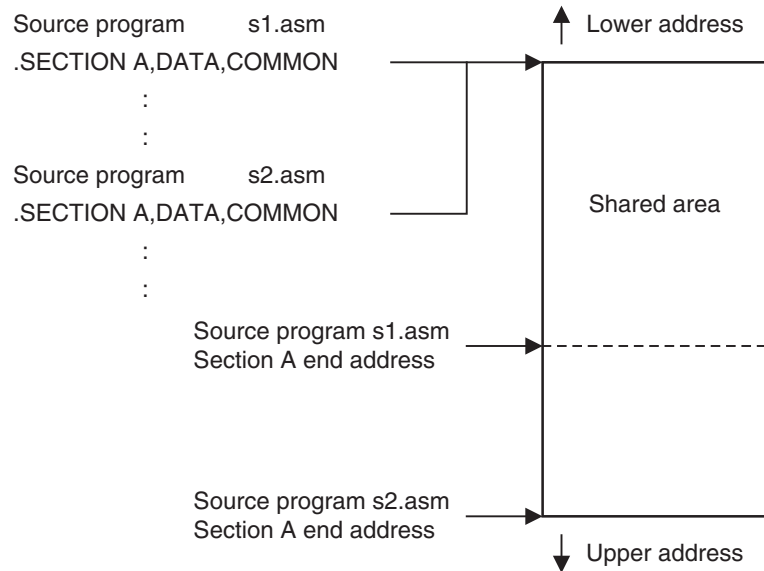 Source program s1.asm
Lower address
.SECTION A,DATA,COMMON
:
:
Source program s2.asm
.SECTION A,DATA,COMMON
Shared area
:
:
Source program s1.asm
Section A end address
Source program s2.asm
Section A end address
Upper address